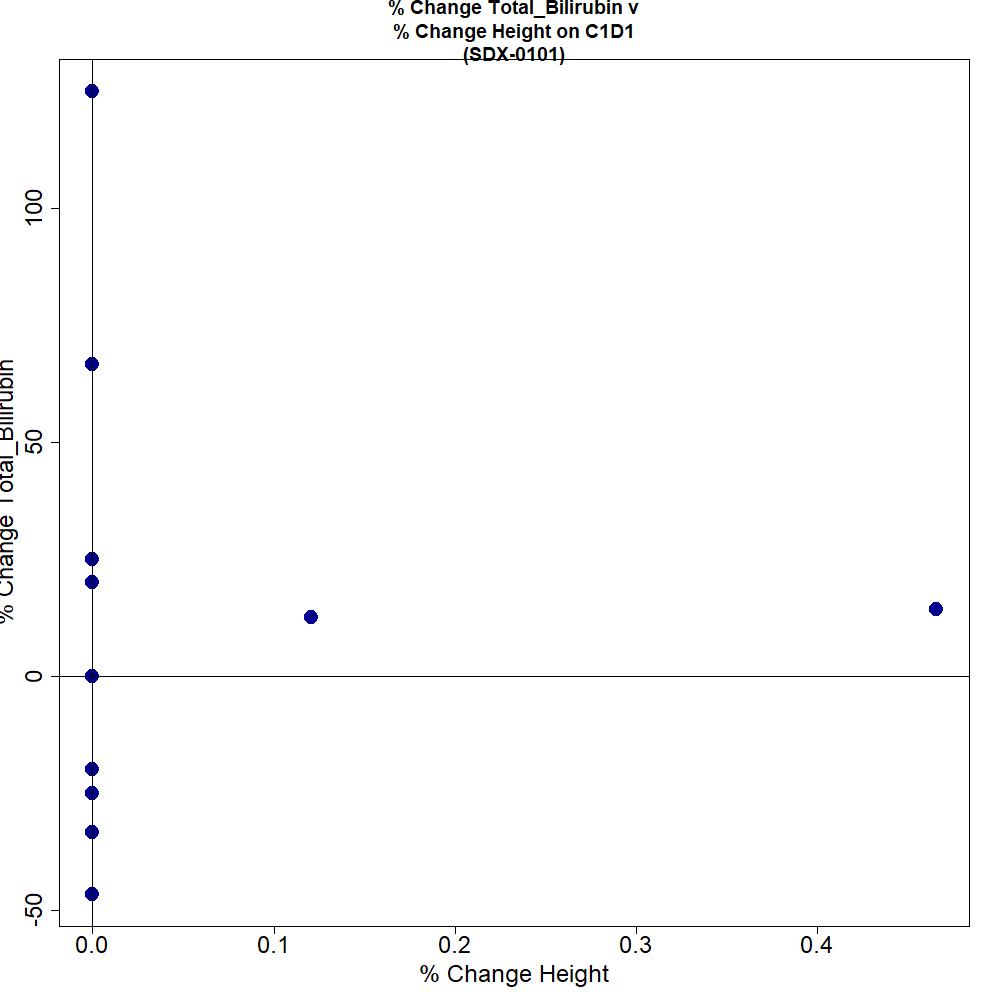 % Change Total_Bilirubin v
% Change Height on C1D1
(SDX-0101)
% Change Total_Bilirubin
100
50
0
-50
0.0
0.1
0.2
0.3
0.4
% Change Height